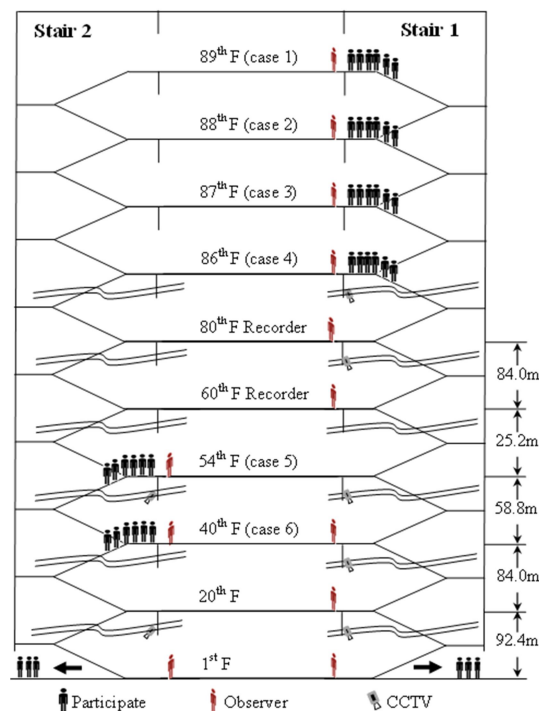 Stair 2
Stair 1
89th F (case 1)
88th F (case 2)
87th F (case 3)
86th F (case 4)
80th F Recorder
84.0m
60th F Recorder
25.2m
54th F (case 5)
58.8m
40th F (case 6)
84.0m
20th F
92.4m
1st F
Participate
Observer
CCTV